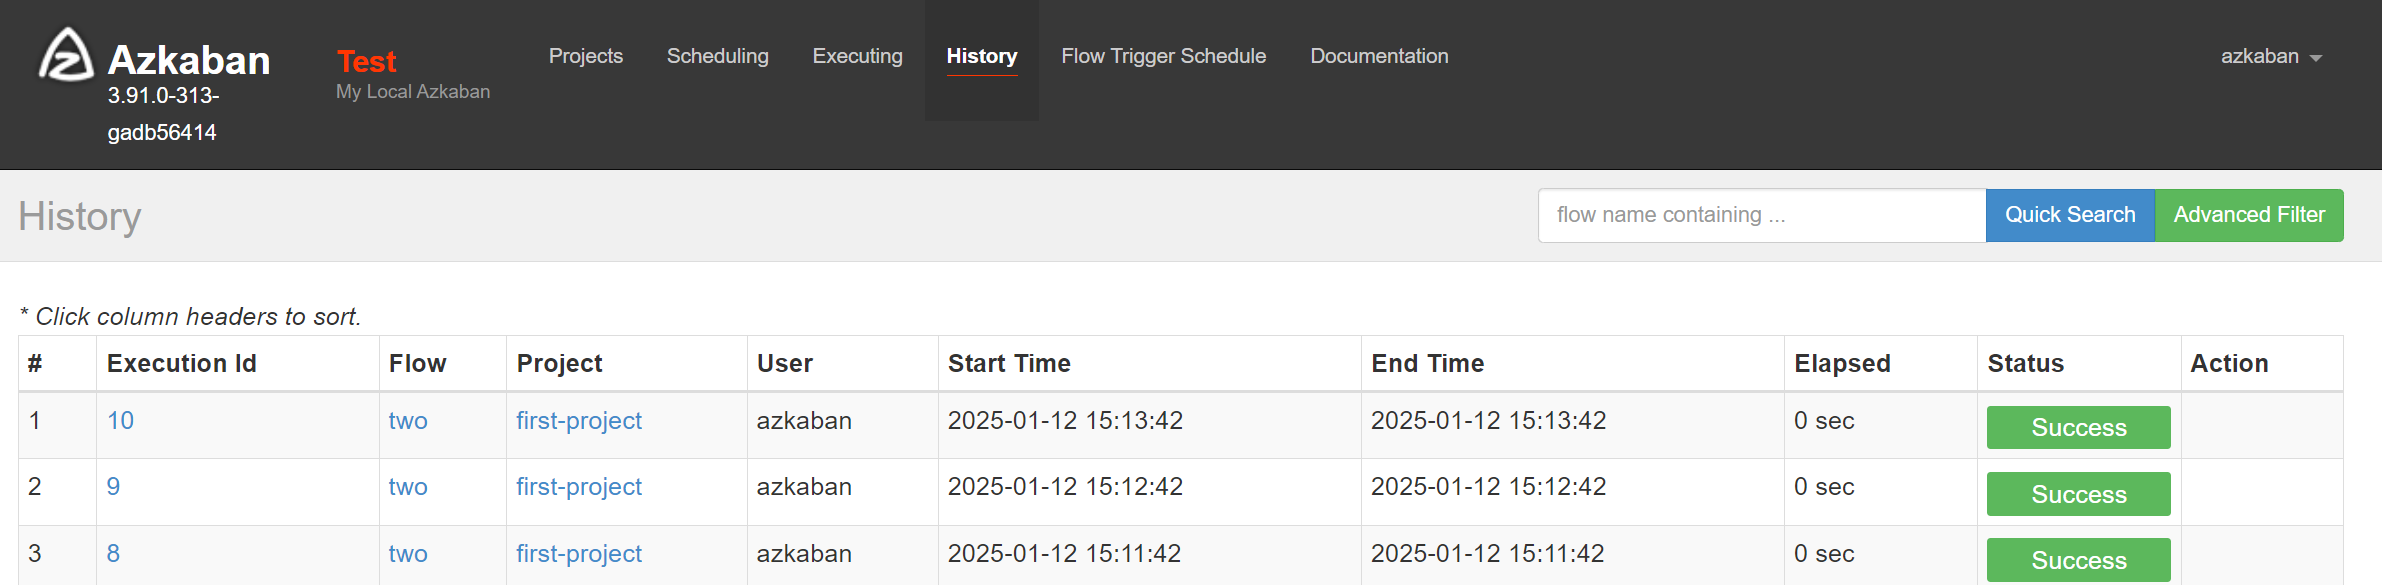 Azkaban
3.91.0-313-
gadb56414
Test
My Local Azkaban
Projects Scheduling Executing History Flow Trigger Schedule Documentation azkaban
History
flow name containing ... Quick Search Advanced Filter
* Click column headers to sort.
# Execution Id Flow Project User Start Time End Time Elapsed Status Action
1 10 two first-project azkaban 2025-01-12 15:13:42 2025-01-12 15:13:42 0 sec Success
2 9 two first-project azkaban 2025-01-12 15:12:42 2025-01-12 15:12:42 0 sec Success
3 8 two first-project azkaban 2025-01-12 15:11:42 2025-01-12 15:11:42 0 sec Success